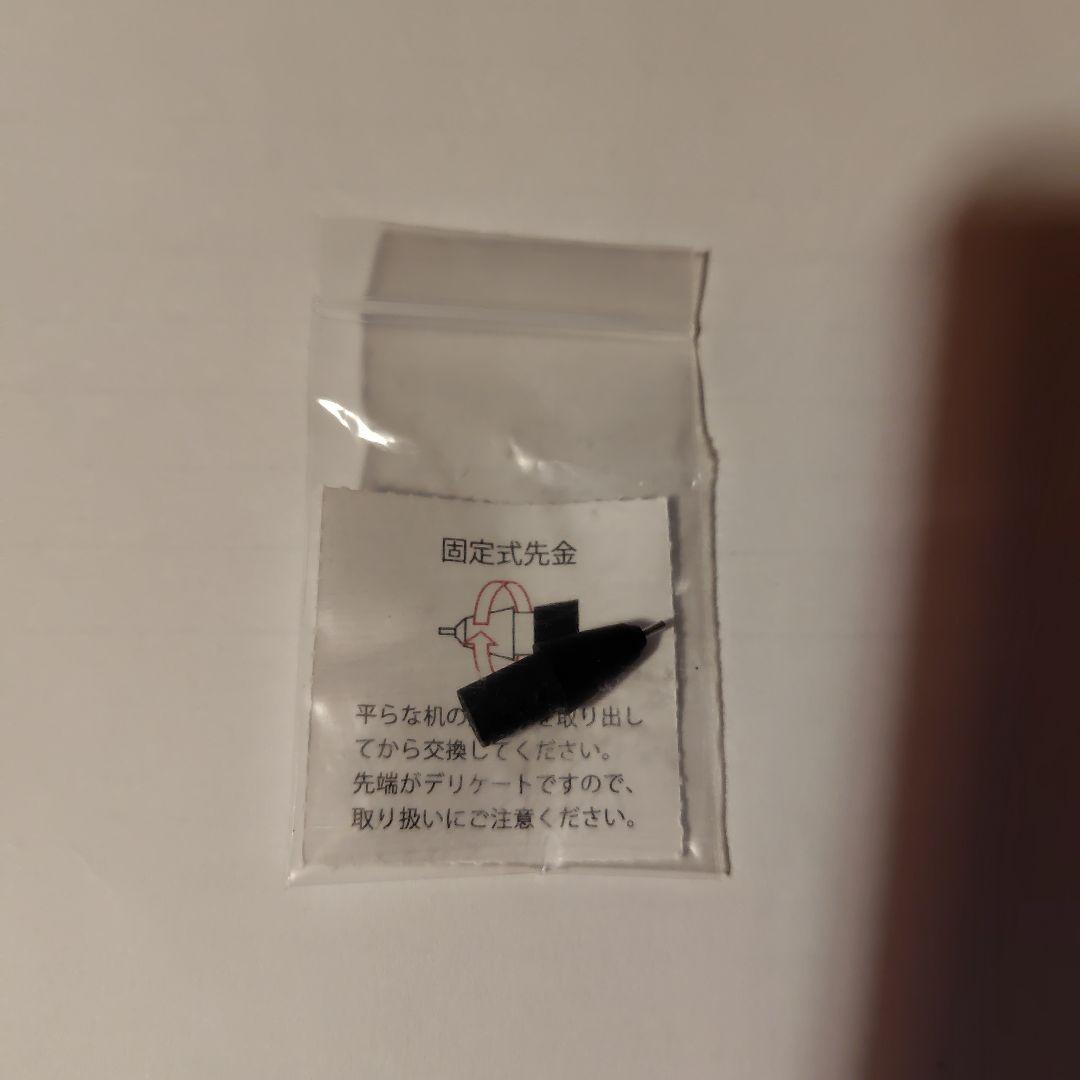 固定式先金
平らな机の を取り出し
てから交換してください。
先端がデリケートですので、
取り扱いにご注意ください。